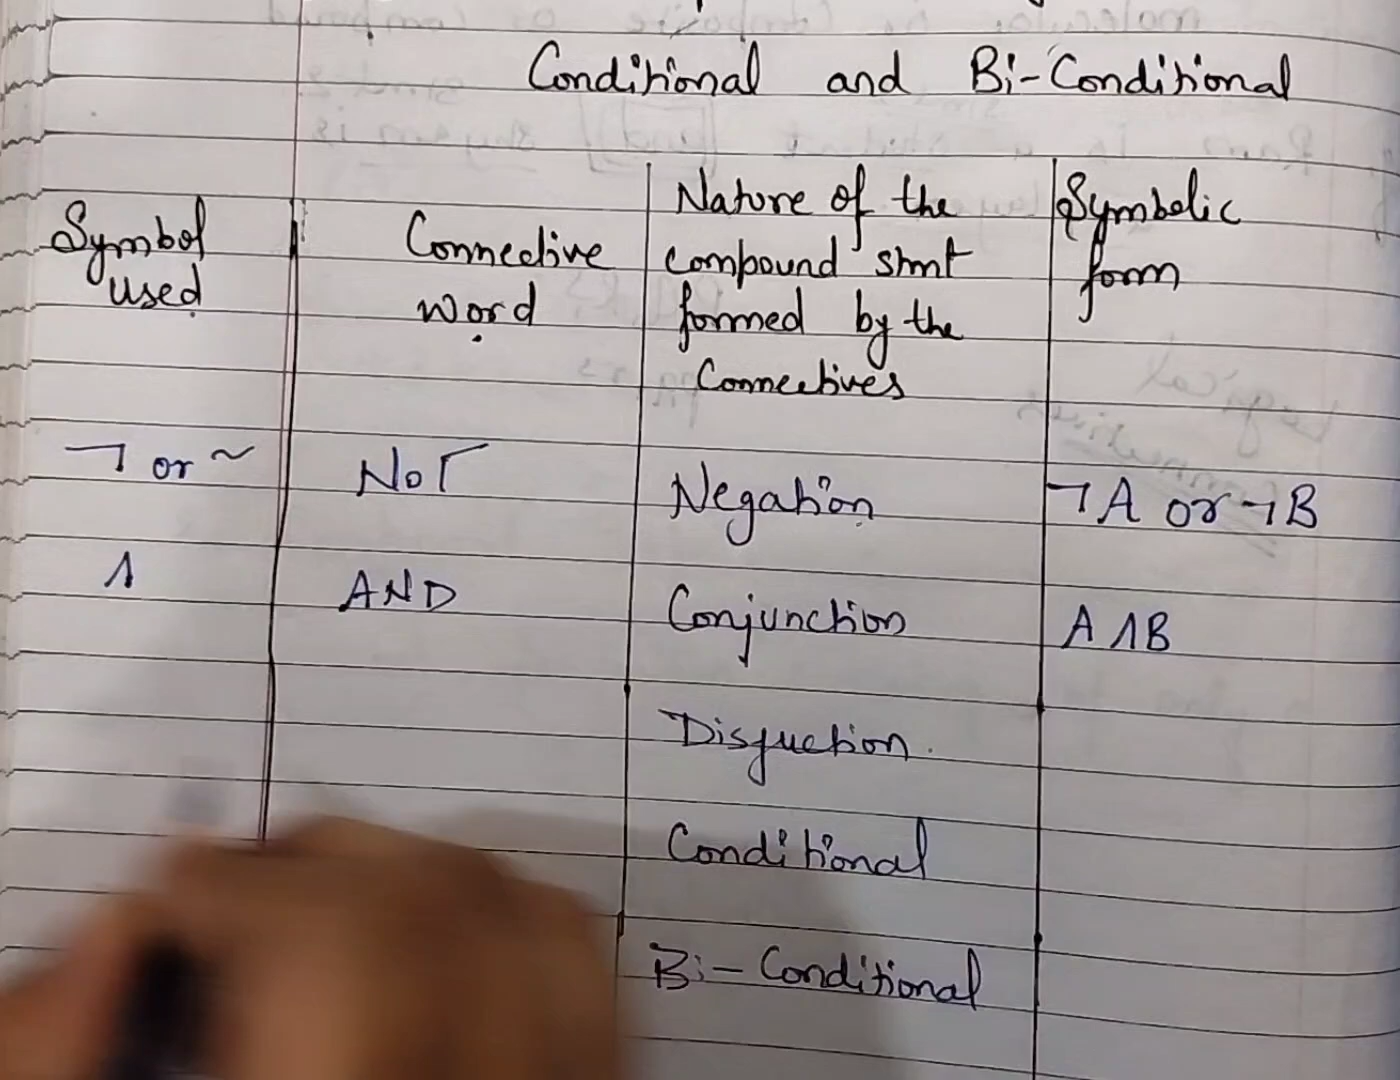 Conditional and Bi-Conditional
Symbol used
Connective word
Nature of the compound stmt formed by the Connectives
Symbolic form
¬ or ~ NOT Negation ¬A or ¬B
∧ AND Conjunction A∧B
Disjuction.
Conditional
Bi-Conditional